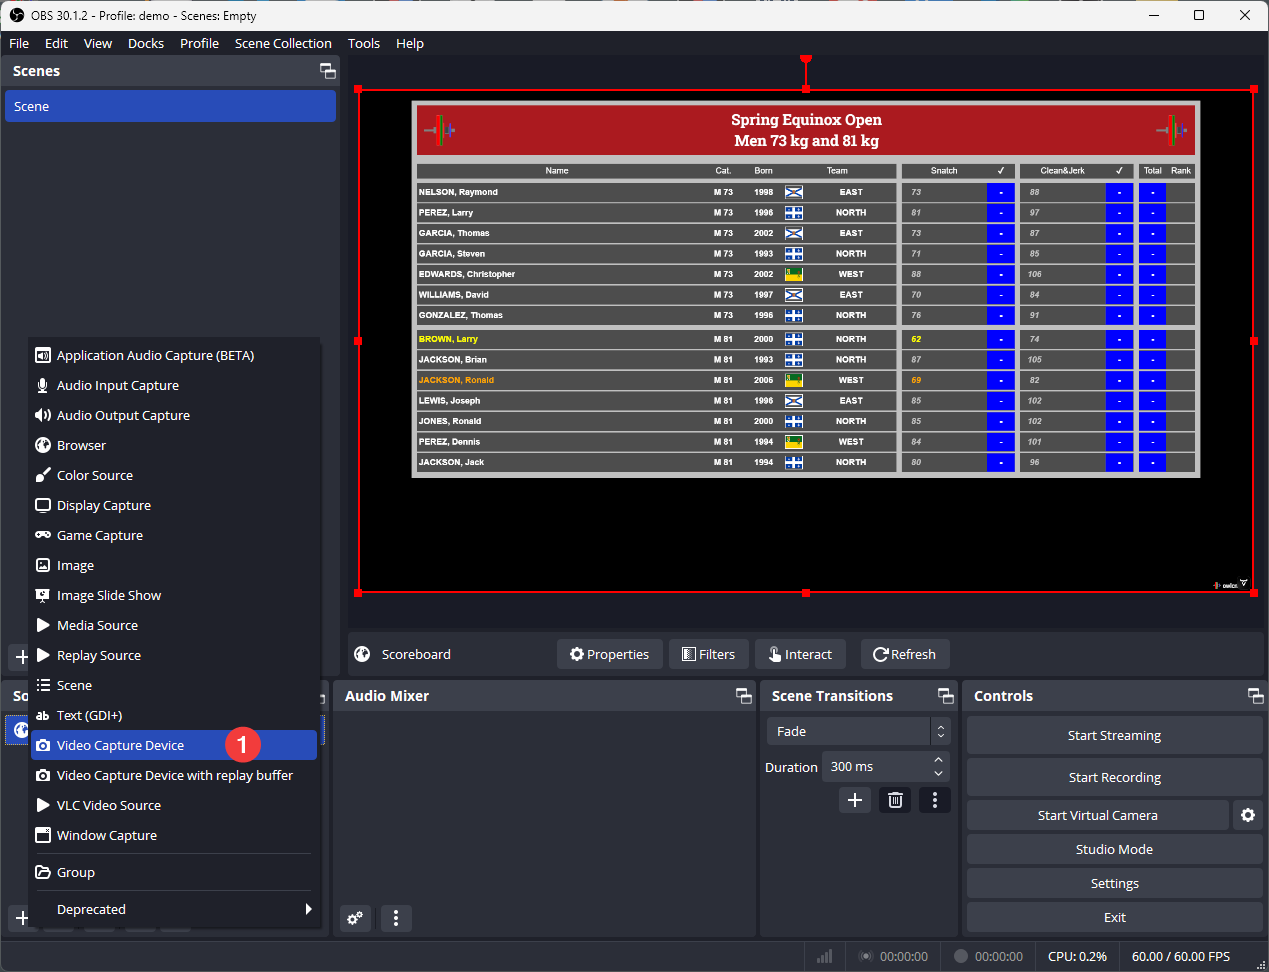 OBS 30.1.2 - Profile: demo - Scenes: Empty
File Edit View Docks Profile Scene Collection Tools Help
Scenes
Scene
Spring Equinox Open
Men 73 kg and 81 kg
Name Cat. Born Team Snatch ✓ Clean&Jerk ✓ Total Rank
NELSON, Raymond M 73 1998 EAST 73 - 88 - -
PEREZ, Larry M 73 1996 NORTH 81 - 97 - -
GARCIA, Thomas M 73 2002 EAST 73 - 87 - -
GARCIA, Steven M 73 1993 NORTH 71 - 85 - -
EDWARDS, Christopher M 73 2002 WEST 88 - 106 - -
WILLIAMS, David M 73 1997 EAST 70 - 84 - -
GONZALEZ, Thomas M 73 1996 NORTH 76 - 91 - -
BROWN, Larry M 81 2000 NORTH 62 - 74 - -
JACKSON, Brian M 81 1993 NORTH 87 - 105 - -
JACKSON, Ronald M 81 2006 WEST 69 - 82 - -
LEWIS, Joseph M 81 1996 EAST 85 - 102 - -
JONES, Ronald M 81 2000 NORTH 85 - 102 - -
PEREZ, Dennis M 81 1994 WEST 84 - 101 - -
JACKSON, Jack M 81 1994 NORTH 80 - 96 - -
owlcms
Application Audio Capture (BETA)
Audio Input Capture
Audio Output Capture
Browser
Color Source
Display Capture
Game Capture
Image
Image Slide Show
Media Source
Replay Source
Scene
ab Text (GDI+)
Video Capture Device 1
Video Capture Device with replay buffer
VLC Video Source
Window Capture
Group
Deprecated
Scoreboard Properties Filters Interact Refresh
So
Audio Mixer
Scene Transitions
Fade
Duration 300 ms
Controls
Start Streaming
Start Recording
Start Virtual Camera
Studio Mode
Settings
Exit
00:00:00 00:00:00 CPU: 0.2% 60.00 / 60.00 FPS